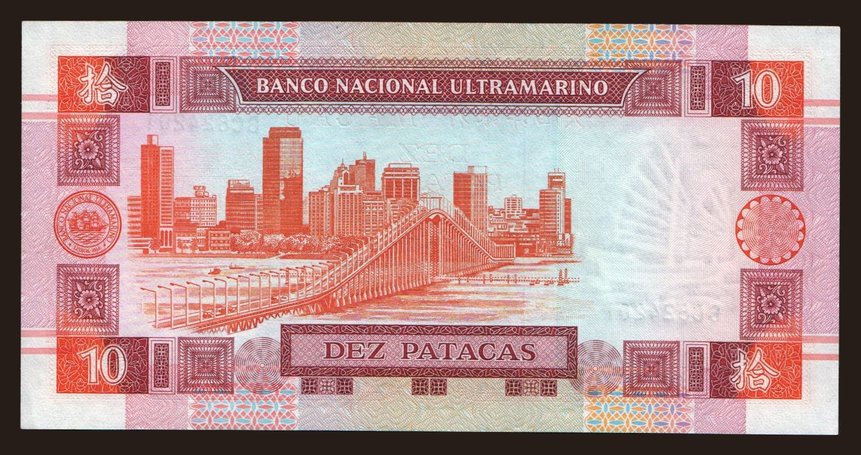 拾
BANCO NACIONAL ULTRAMARINO
10
10
DEZ PATACAS
拾